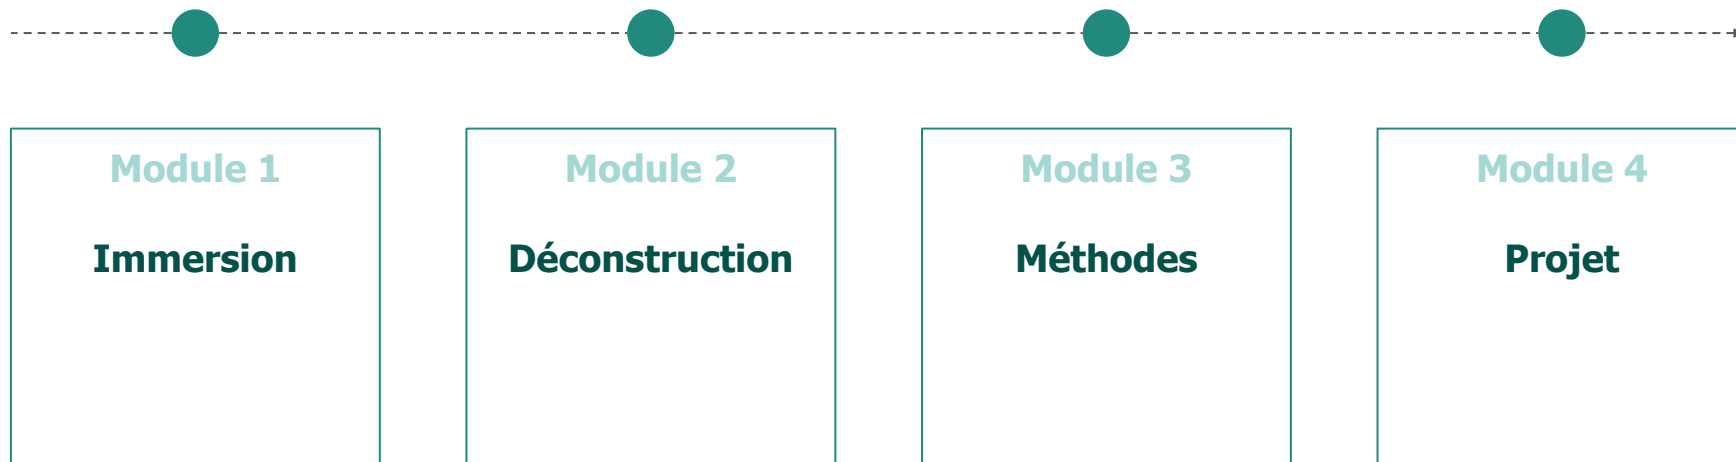 Module 1
Immersion
Module 2
Déconstruction
Module 3
Méthodes
Module 4
Projet